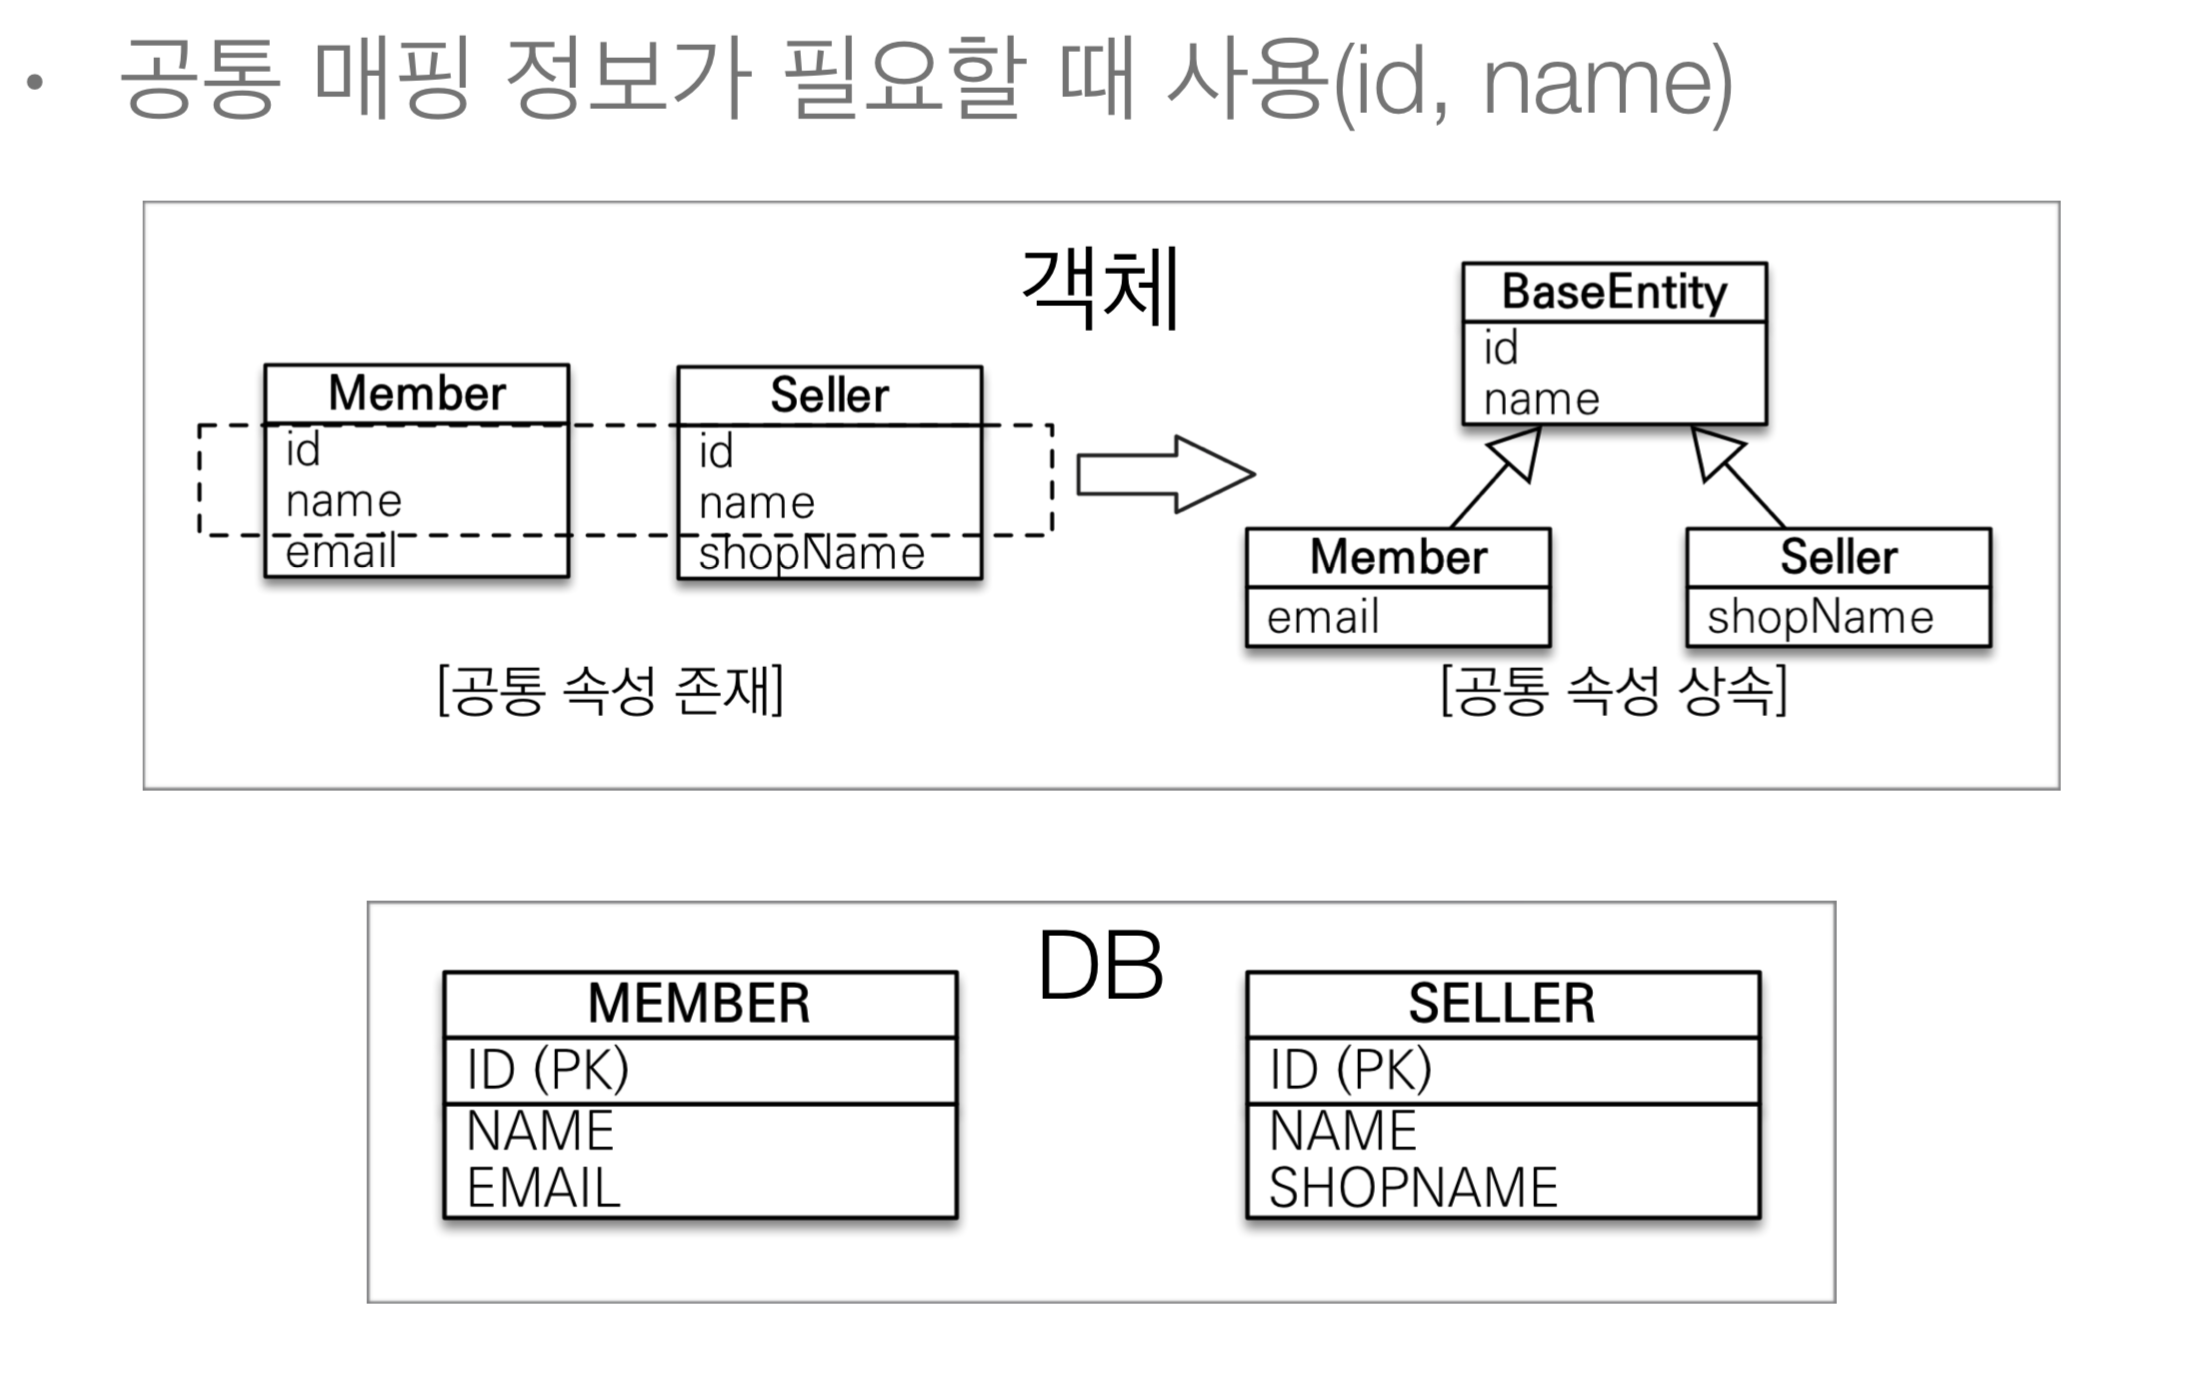 • 공통 매핑 정보가 필요할 때 사용(id, name)
객체
Member
id
name
email
Seller
id
name
shopName
[공통 속성 존재]
BaseEntity
id
name
Member
email
Seller
shopName
[공통 속성 상속]
DB
MEMBER
ID (PK)
NAME
EMAIL
SELLER
ID (PK)
NAME
SHOPNAME